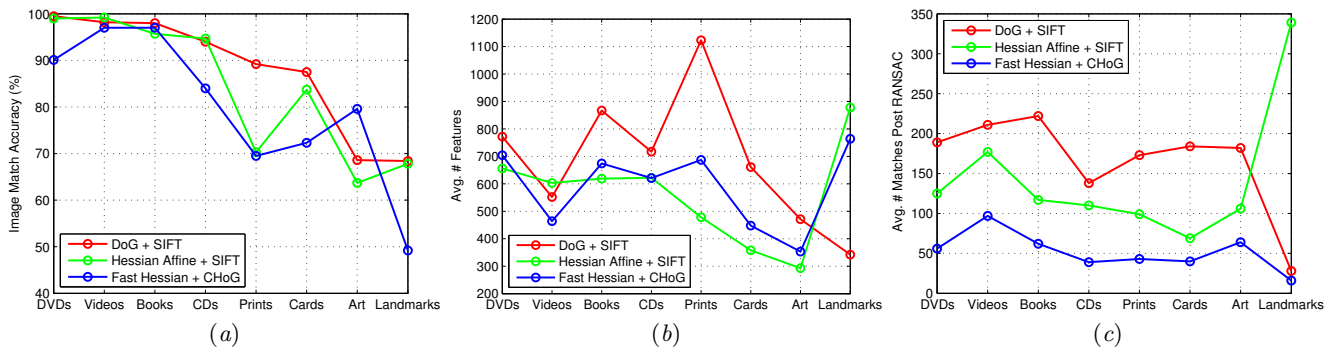 100
90
80
70
60
50
40
Image Match Accuracy (%)
DoG + SIFT
Hessian Affine + SIFT
Fast Hessian + CHoG
DVDs Videos Books CDs Prints Cards Art Landmarks
(a)
1200
1100
1000
900
800
700
600
500
400
300
200
Avg. # Features
DoG + SIFT
Hessian Affine + SIFT
Fast Hessian + CHoG
DVDs Videos Books CDs Prints Cards Art Landmarks
(b)
350
300
250
200
150
100
50
0
Avg. # Matches Post RANSAC
DoG + SIFT
Hessian Affine + SIFT
Fast Hessian + CHoG
DVDs Videos Books CDs Prints Cards Art Landmarks
(c)